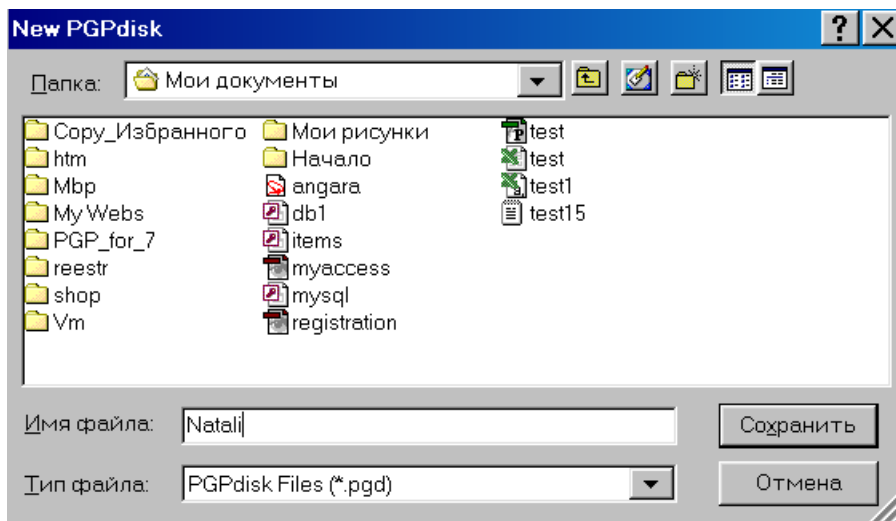 New PGPdisk
Папка: Мои документы
Copy_Избранного Мои рисунки test
htm Начало test
Mbp angara test1
My Webs db1 test15
PGP_for_7 items
reestr myaccess
shop mysql
Vm registration
Имя файла: Natali Сохранить
Тип файла: PGPdisk Files (*.pgd) Отмена